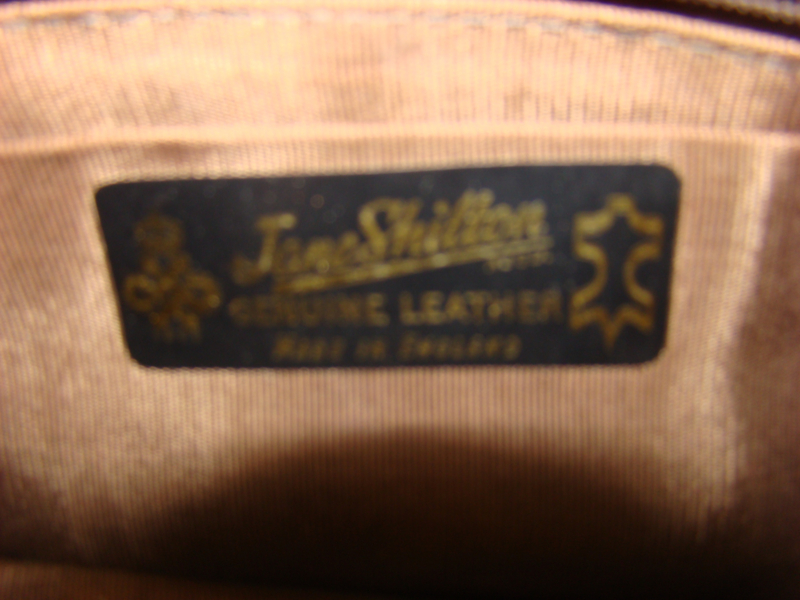 Jane Shilton
GENUINE LEATHER
MADE IN ENGLAND